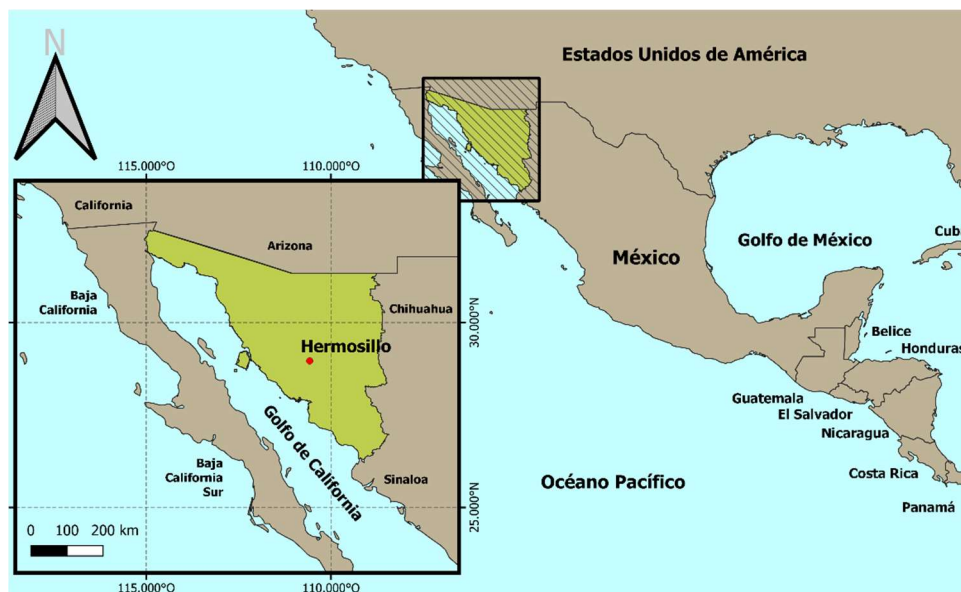 N
Estados Unidos de América
115.000°O
110.000°O
California
Arizona
Golfo de México
Cub
México
Baja
California
Chihuahua
30.000°N
Hermosillo
Belice
Honduras
Golfo de California
Guatemala
El Salvador
Nicaragua
Baja
California
Sur
Sinaloa
Costa Rica
Océano Pacífico
Panamá
25.000°N
0 100 200 km
115.000°O
110.000°O